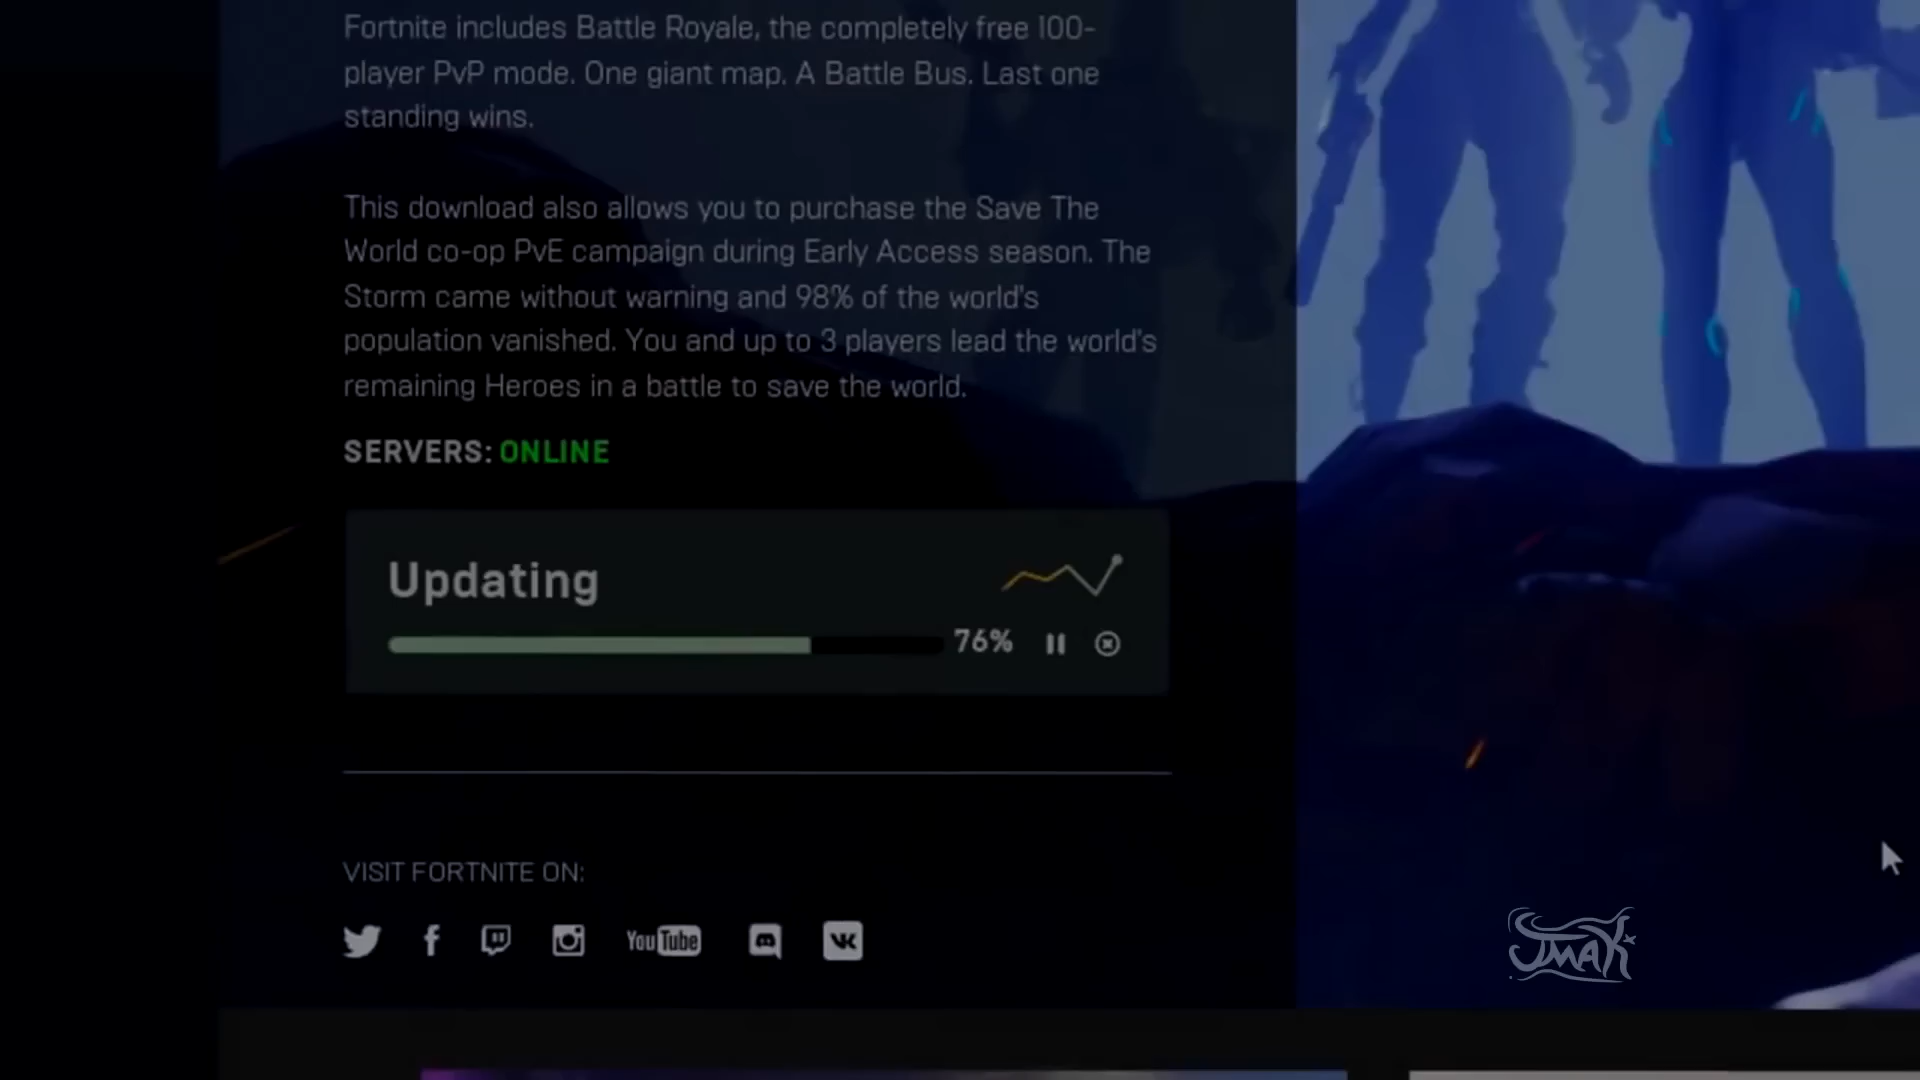 Fortnite includes Battle Royale, the completely free 100-
player PvP mode. One giant map. A Battle Bus. Last one
standing wins.
This download also allows you to purchase the Save The
World co-op PvE campaign during Early Access season. The
Storm came without warning and 98% of the world's
population vanished. You and up to 3 players lead the world's
remaining Heroes in a battle to save the world.
SERVERS: ONLINE
Updating
76%
VISIT FORTNITE ON:
YouTube
VK
JMAK